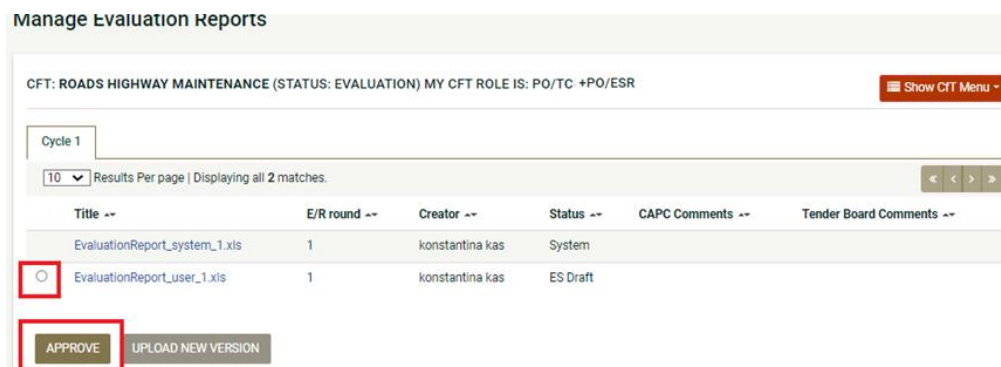 Manage Evaluation Reports
CFT: ROADS HIGHWAY MAINTENANCE (STATUS: EVALUATION) MY CFT ROLE IS: PO/TC +PO/ESR
Show CfT Menu
Cycle 1
10 Results Per page | Displaying all 2 matches.
« < > »
Title E/R round Creator Status CAPC Comments Tender Board Comments
EvaluationReport_system_1.xls 1 konstantina kas System
EvaluationReport_user_1.xls 1 konstantina kas ES Draft
APPROVE UPLOAD NEW VERSION